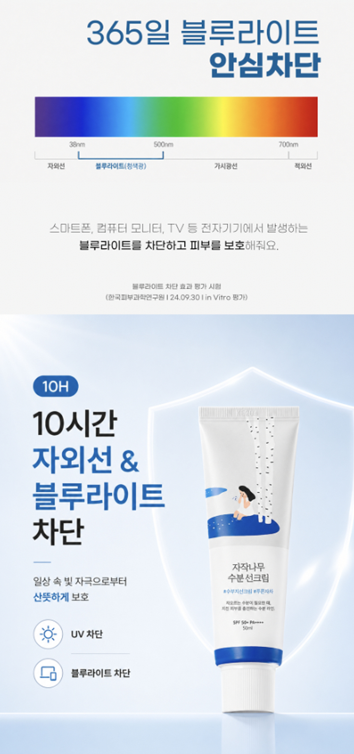 365일 블루라이트
안심차단
38nm 500nm 700nm
자외선 블루라이트(청색광) 가시광선 적외선
스마트폰, 컴퓨터 모니터, TV 등 전자기기에서 발생하는
블루라이트를 차단하고 피부를 보호해줘요.
블루라이트 차단 효과 평가 시험
(한국피부과학연구원 I 24.09.30 I in Vitro 평가)
10H
10시간
자외선 &
블루라이트
차단
일상 속 빛 자극으로부터
산뜻하게 보호
UV 차단
블루라이트 차단
자작나무
수분 선크림
SPF 50+ PA++++
50ml